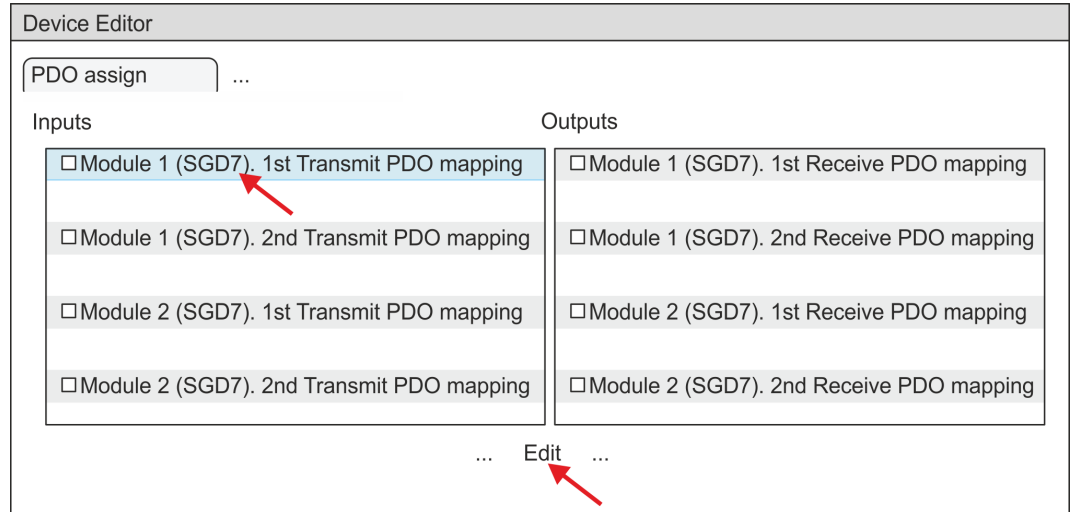 Device Editor
PDO assign ...
Inputs
Module 1 (SGD7). 1st Transmit PDO mapping
Module 1 (SGD7). 2nd Transmit PDO mapping
Module 2 (SGD7). 1st Transmit PDO mapping
Module 2 (SGD7). 2nd Transmit PDO mapping
Outputs
Module 1 (SGD7). 1st Receive PDO mapping
Module 1 (SGD7). 2nd Receive PDO mapping
Module 2 (SGD7). 1st Receive PDO mapping
Module 2 (SGD7). 2nd Receive PDO mapping
... Edit ...